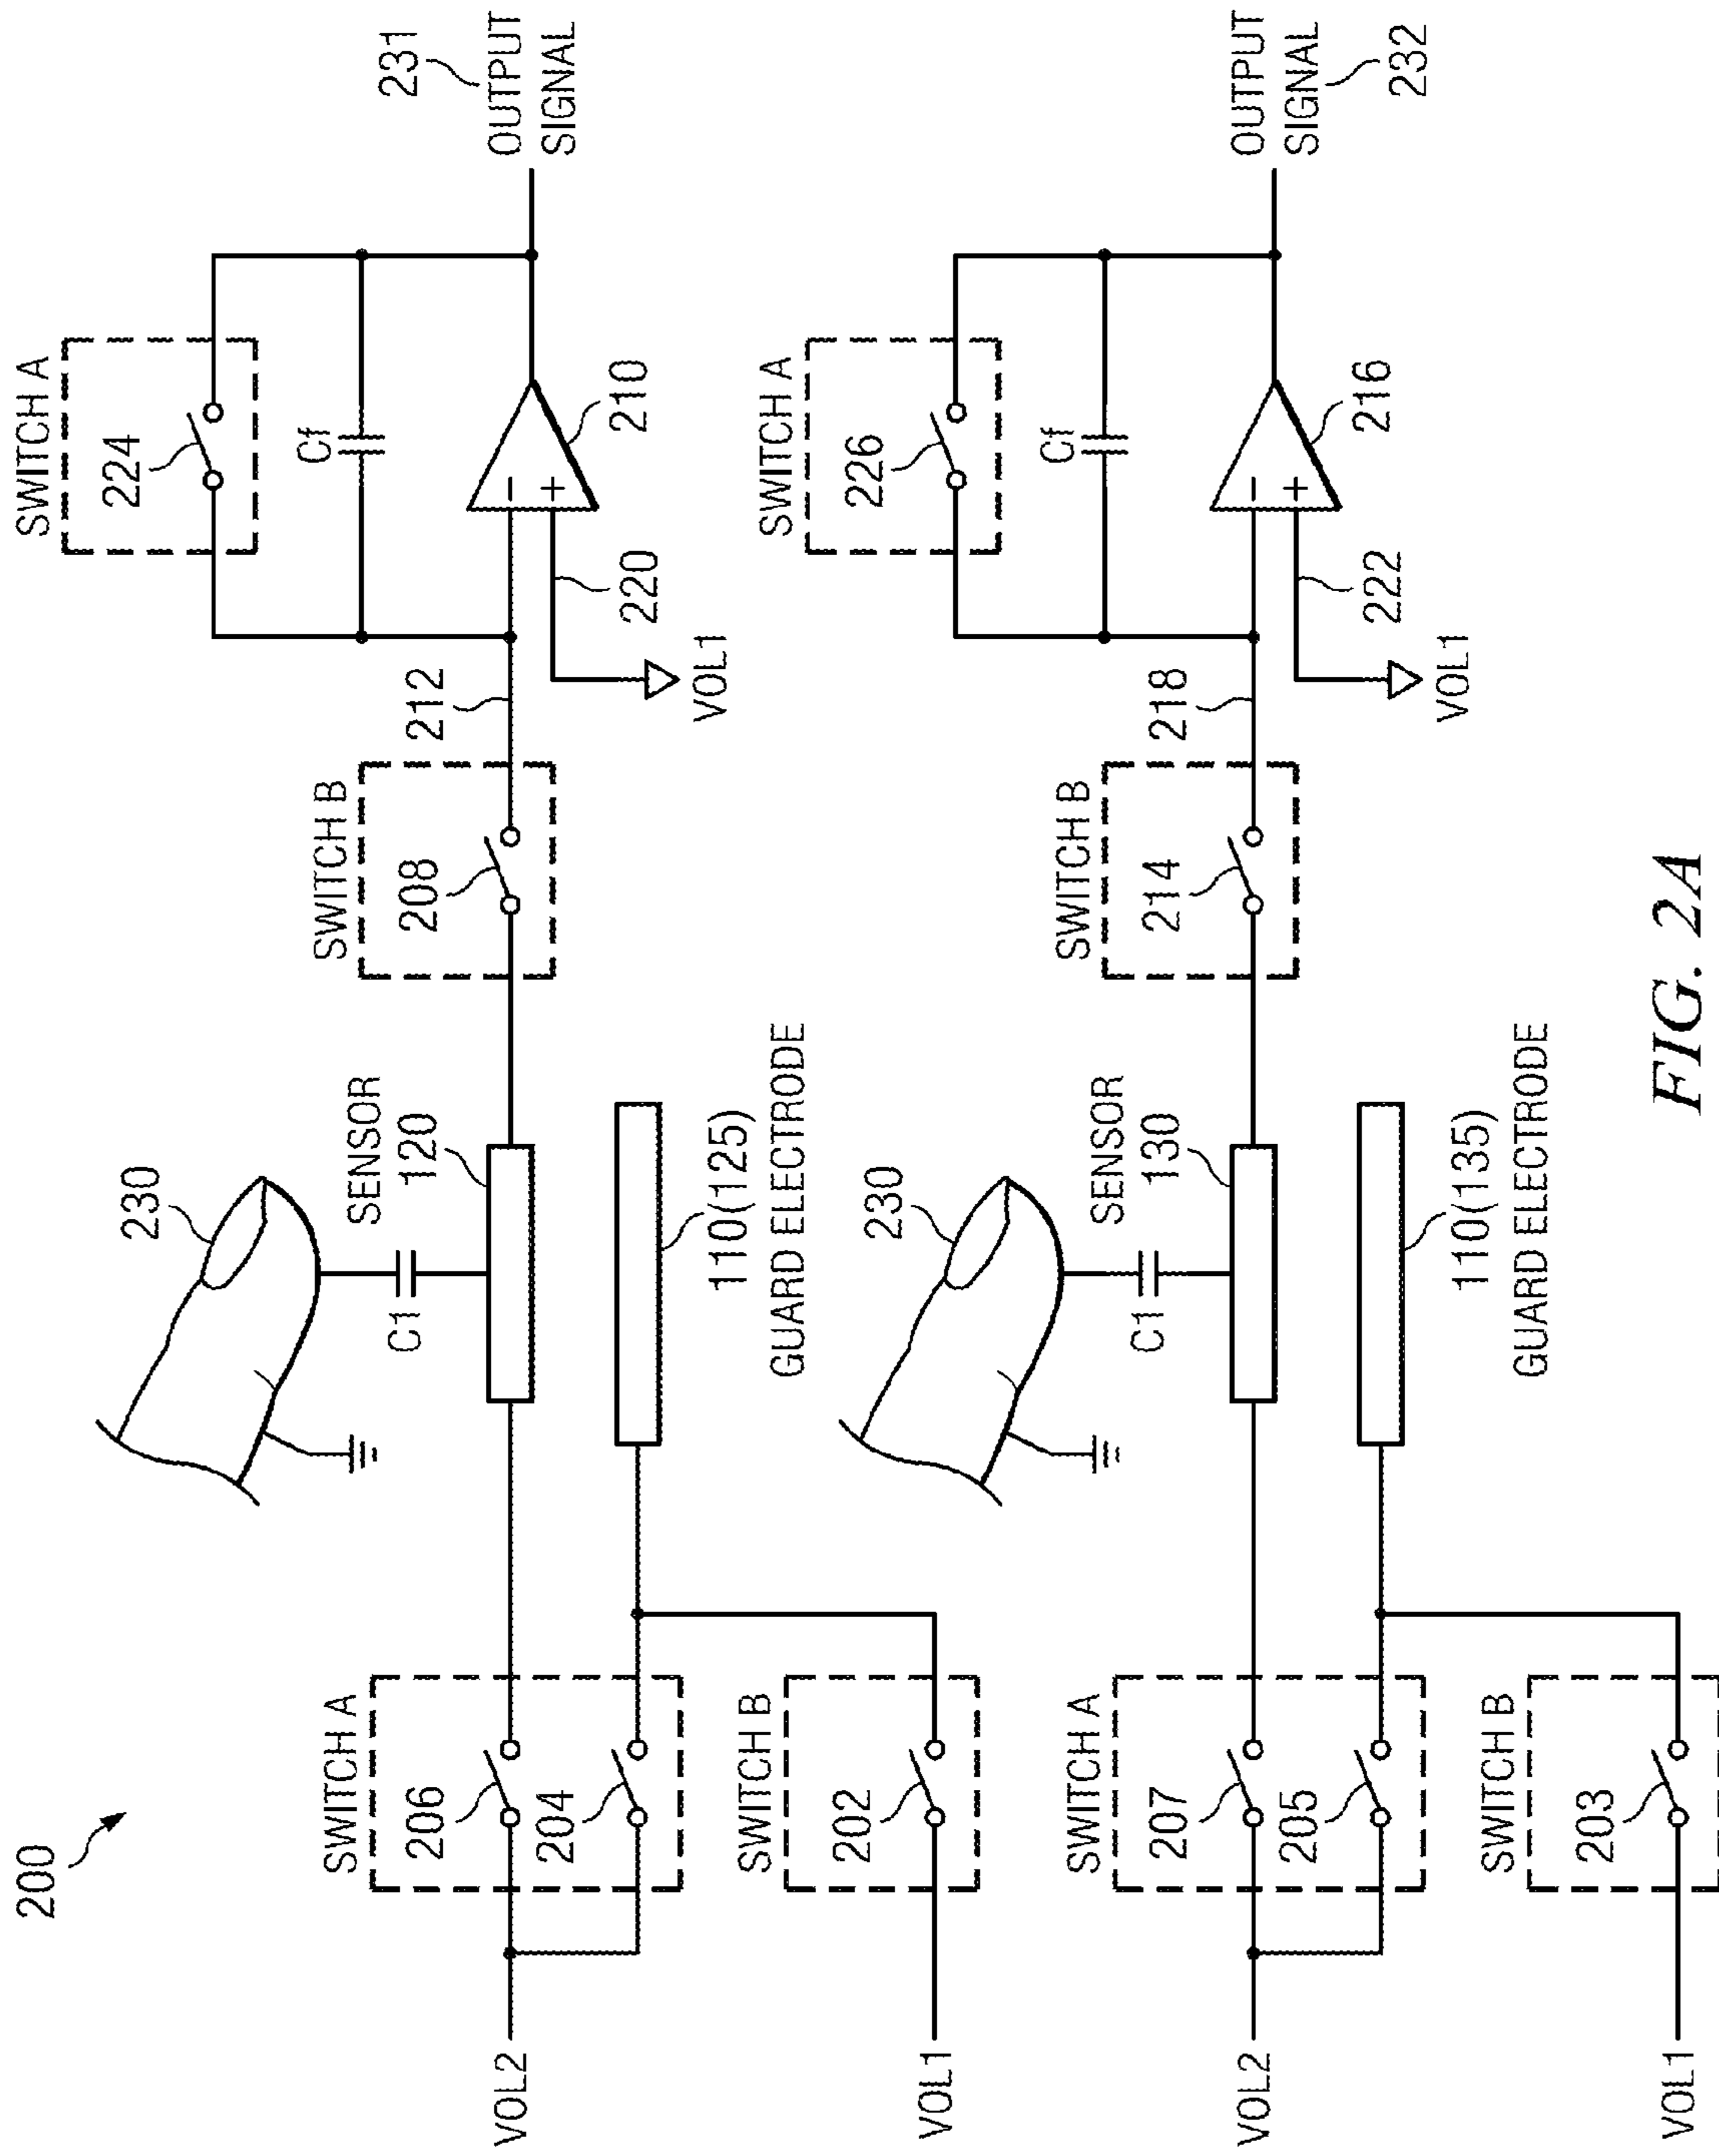 200
SWITCH A
224
Cf
231
OUTPUT
SIGNAL
210
220
VOL1
212
SWITCH B
208
230
C1
SENSOR
120
110(125)
GUARD ELECTRODE
SWITCH A
206
204
SWITCH B
202
VOL2
VOL1
SWITCH A
226
Cf
OUTPUT
SIGNAL
232
216
222
VOL1
218
SWITCH B
214
230
C1
SENSOR
130
110(135)
GUARD ELECTRODE
SWITCH A
207
205
SWITCH B
203
VOL2
VOL1
-
+
-
+
FIG. 2A